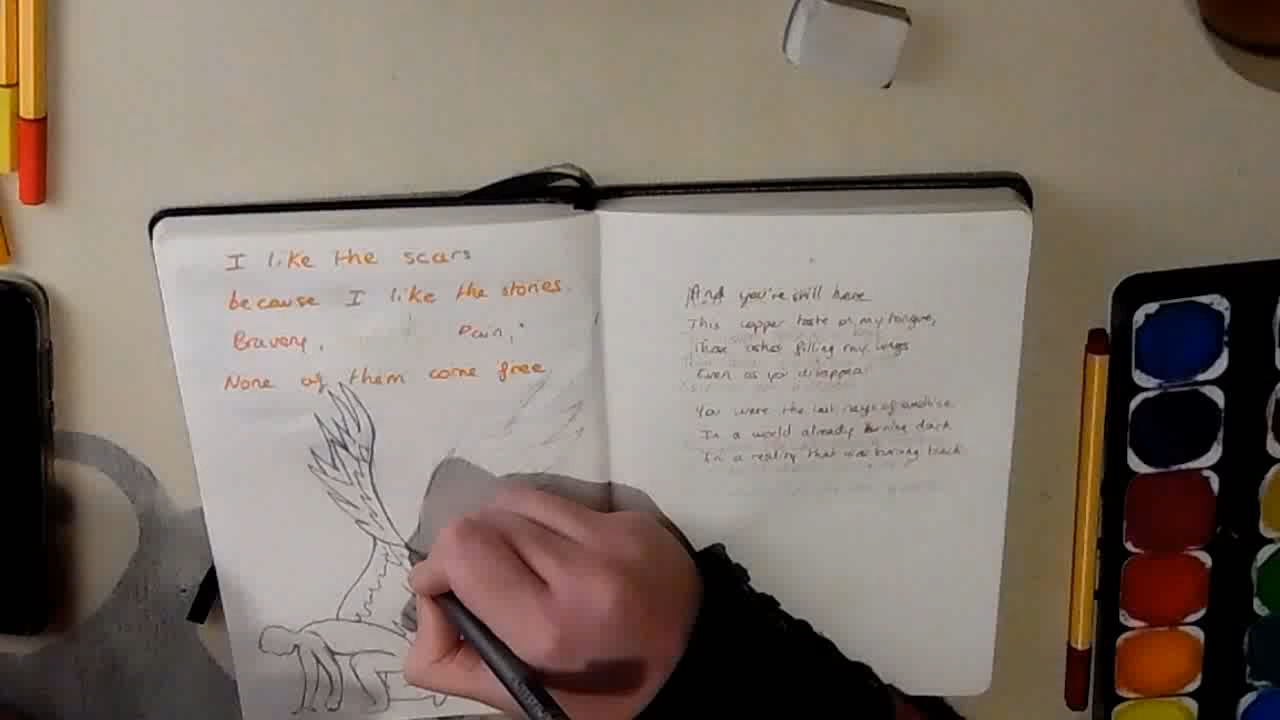 I like the scars
because I like the stories.
Bravery, Pain,
None of them come free
And you're still here
This copper taste on my tongue,
Those ashes filling my lungs
Even as you disappear
You were the last rays of sunshine
In a world already turning dark
In a reality that was turning black